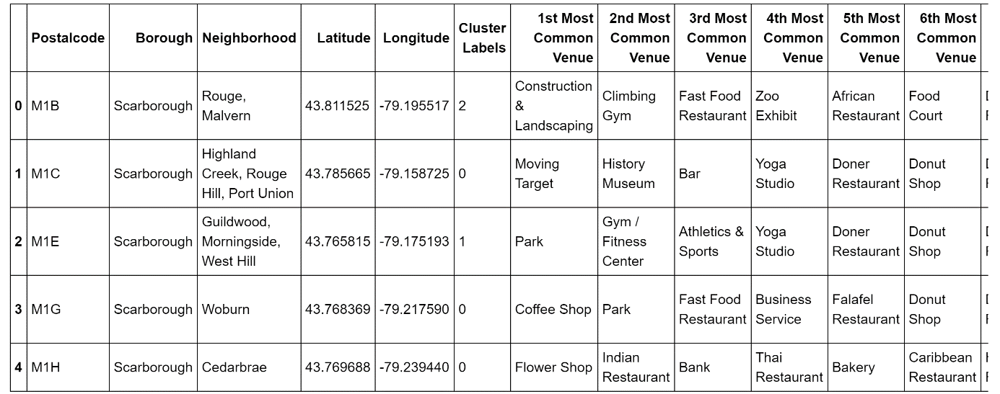 Postalcode Borough Neighborhood Latitude Longitude Cluster Labels 1st Most Common Venue 2nd Most Common Venue 3rd Most Common Venue 4th Most Common Venue 5th Most Common Venue 6th Most Common Venue
0 M1B Scarborough Rouge, Malvern 43.811525 -79.195517 2 Construction & Landscaping Climbing Gym Fast Food Restaurant Zoo Exhibit African Restaurant Food Court
1 M1C Scarborough Highland Creek, Rouge Hill, Port Union 43.785665 -79.158725 0 Moving Target History Museum Bar Yoga Studio Doner Restaurant Donut Shop
2 M1E Scarborough Guildwood, Morningside, West Hill 43.765815 -79.175193 1 Park Gym / Fitness Center Athletics & Sports Yoga Studio Doner Restaurant Donut Shop
3 M1G Scarborough Woburn 43.768369 -79.217590 0 Coffee Shop Park Fast Food Restaurant Business Service Falafel Restaurant Donut Shop
4 M1H Scarborough Cedarbrae 43.769688 -79.239440 0 Flower Shop Indian Restaurant Bank Thai Restaurant Bakery Caribbean Restaurant